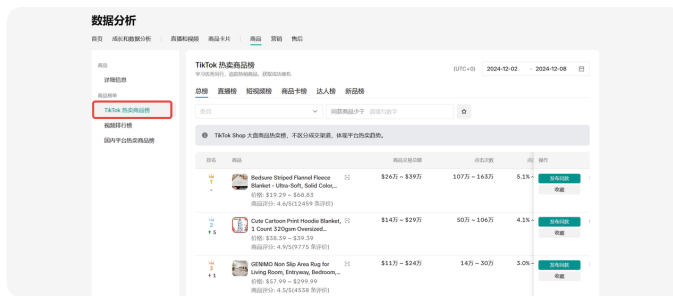 数据分析
首页 成长和数据分析 直播和视频 商品卡片 商品 营销 售后
商品
详细信息
商品榜单
TikTok 热卖商品榜
视频排行榜
国内平台热卖商品榜
TikTok 热卖商品榜
(UTC+0) 2024-12-02 - 2024-12-08
总榜 直播榜 短视频榜 商品卡榜 达人榜 新品榜
类目 同款商品少于
TikTok Shop 大盘商品热卖榜、不区分成交渠道、体现平台热卖趋势。
排名 商品 商品交易总额 点击次数 操作
1 Bedsure Striped Flannel Fleece $26万 ~ $39万 107万 ~ 163万 5.1% 发布同款
Blanket - Ultra-Soft, Solid Color,... 收藏
价格: $19.29 ~ $68.83
商品评分: 4.6/5(12459 条评价)
2 Cute Cartoon Print Hoodie Blanket, $14万 ~ $29万 50万 ~ 106万 4.1% 发布同款
5 1 Count 320gsm Oversized... 收藏
价格: $38.39 ~ $39.39
商品评分: 4.9/5(9775 条评价)
3 GENIMO Non Slip Area Rug for $11万 ~ $24万 14万 ~ 30万 3.0% 发布同款
1 Living Room, Entryway, Bedroom,... 收藏
价格: $57.99 ~ $299.99
商品评分: 4.5/5(4538 条评价)